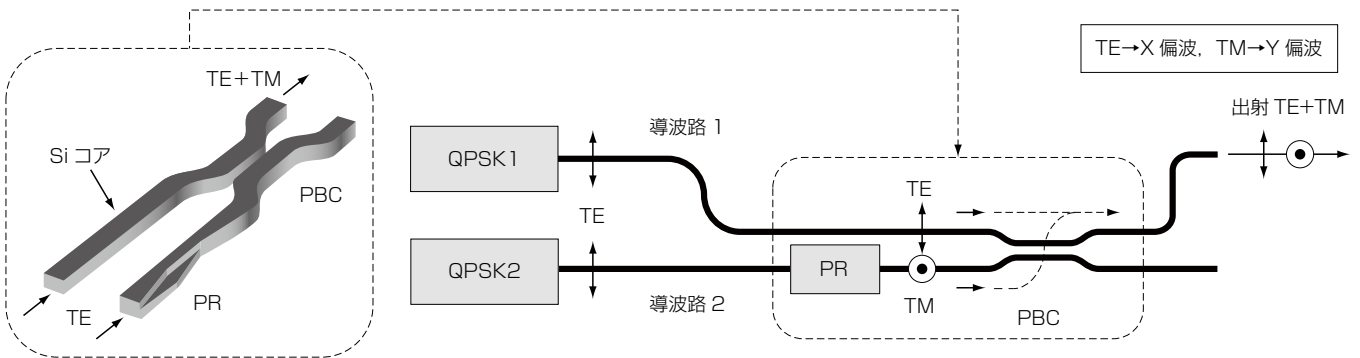 TE＋TM
Si コア
PBC
PR
TE
QPSK1
QPSK2
TE
導波路 1
導波路 2
TE
PR
TM
PBC
TE→X 偏波，TM→Y 偏波
出射 TE+TM